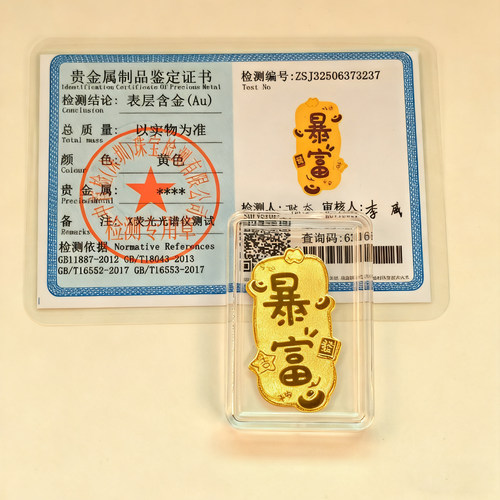 贵金属制品鉴定证书
Identification Certificate Of Precious Metal
检测结论: 表层含金(Au)
Conclusion
总质量: 以实物为准
Total mass
颜色 黄色
Colour
贵金属: ****
Precious Metal
备注: X荧光光谱仪测试
Remarks
检测依据 Normative References
GB11887-2012 GB/T18043-2013
GB/T16552-2017 GB/T16553-2017
检测专用章
检测编号: ZSJ32506373237
Test No
暴富
检测人: 审核人: 李
查询码:
暴富